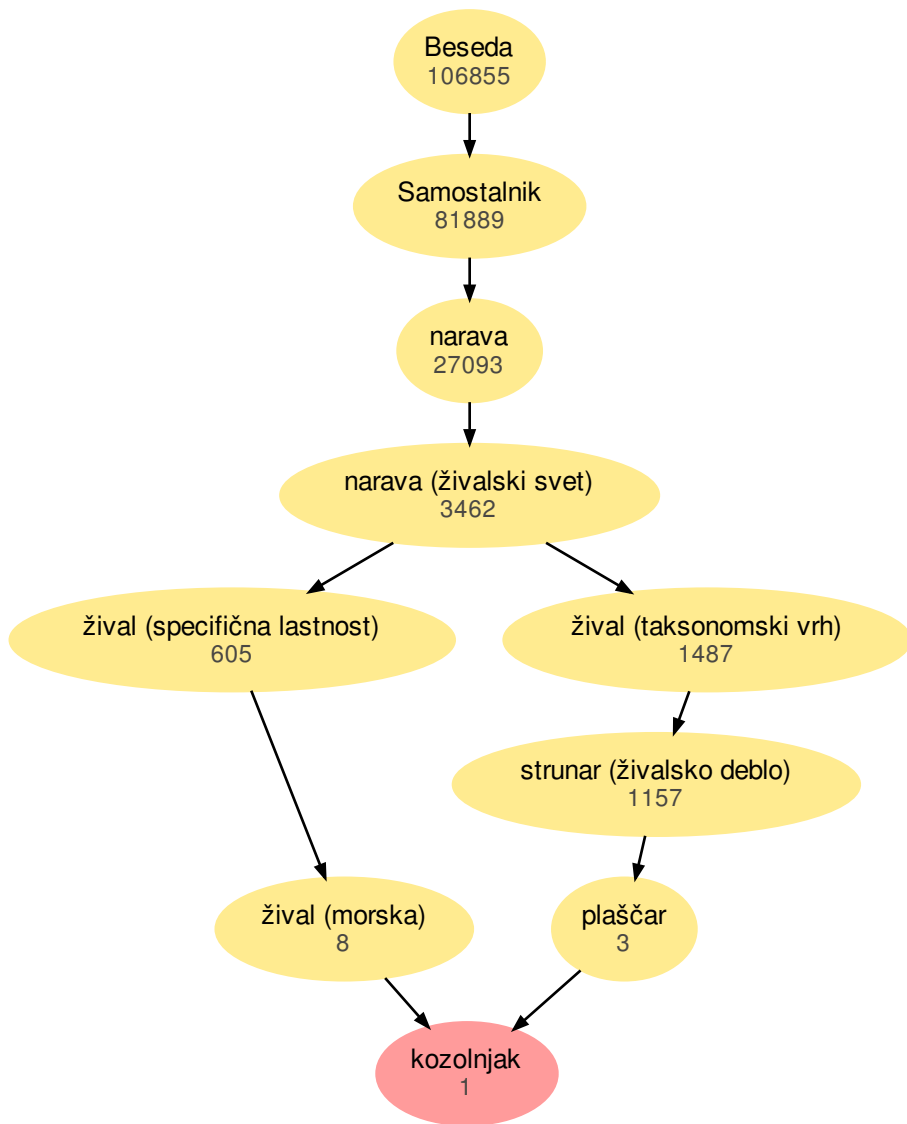 Beseda
106855
Samostalnik
81889
narava
27093
narava (živalski svet)
3462
žival (specifična lastnost)
605
žival (taksonomski vrh)
1487
strunar (živalsko deblo)
1157
žival (morska)
8
plaščar
3
kozolnjak
1